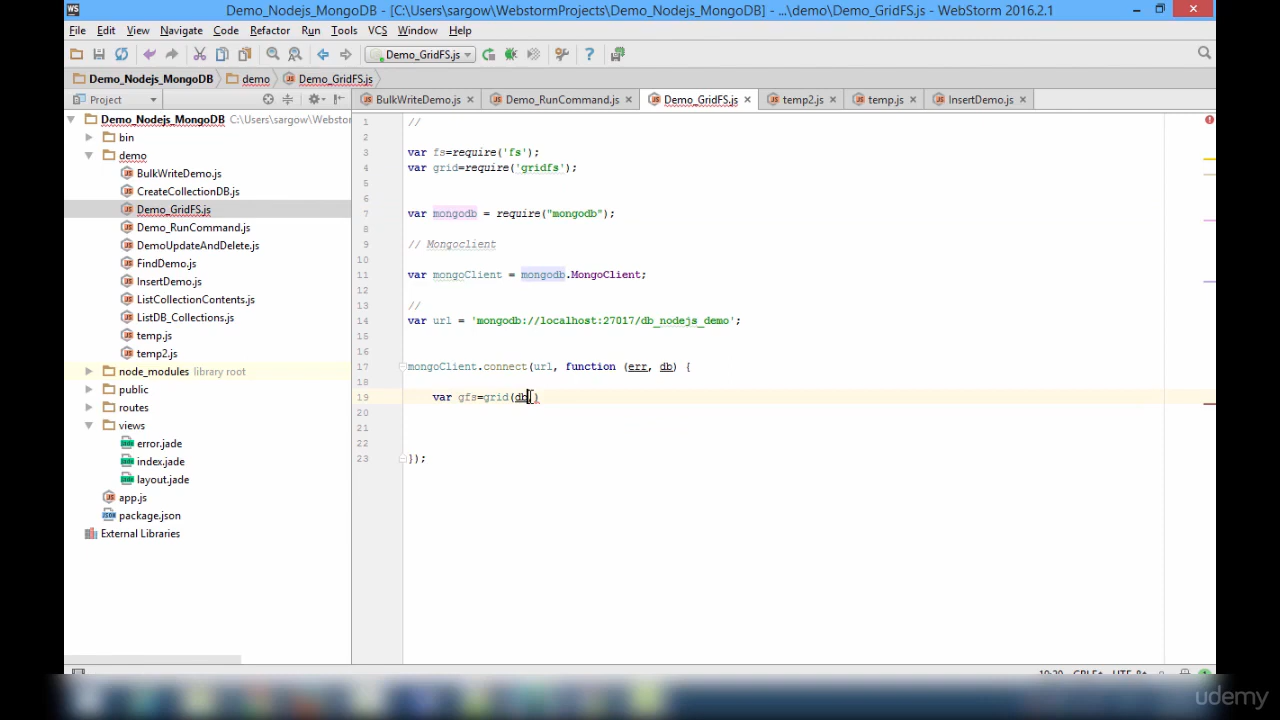 Demo_Nodejs_MongoDB - [C:\Users\sargow\WebstormProjects\Demo_Nodejs_MongoDB] - ...\demo\Demo_GridFS.js - WebStorm 2016.2.1
File Edit View Navigate Code Refactor Run Tools VCS Window Help
Demo_GridFS.js
Demo_Nodejs_MongoDB demo Demo_GridFS.js
Project
BulkWriteDemo.js Demo_RunCommand.js Demo_GridFS.js temp2.js temp.js InsertDemo.js
Demo_Nodejs_MongoDB C:\Users\sargow\Webstor
bin
demo
BulkWriteDemo.js
CreateCollectionDB.js
Demo_GridFS.js
Demo_RunCommand.js
DemoUpdateAndDelete.js
FindDemo.js
InsertDemo.js
ListCollectionContents.js
ListDB_Collections.js
temp.js
temp2.js
node_modules library root
public
routes
views
error.jade
index.jade
layout.jade
app.js
package.json
External Libraries
1 //
2
3 var fs=require('fs');
4 var grid=require('gridfs');
5
6
7 var mongodb = require("mongodb");
8
9 // Mongoclient
10
11 var mongoClient = mongodb.MongoClient;
12
13 //
14 var url = 'mongodb://localhost:27017/db_nodejs_demo';
15
16
17 mongoClient.connect(url, function (err, db) {
18
19 var gfs=grid(db,)
20
21
22
23 });
udemy